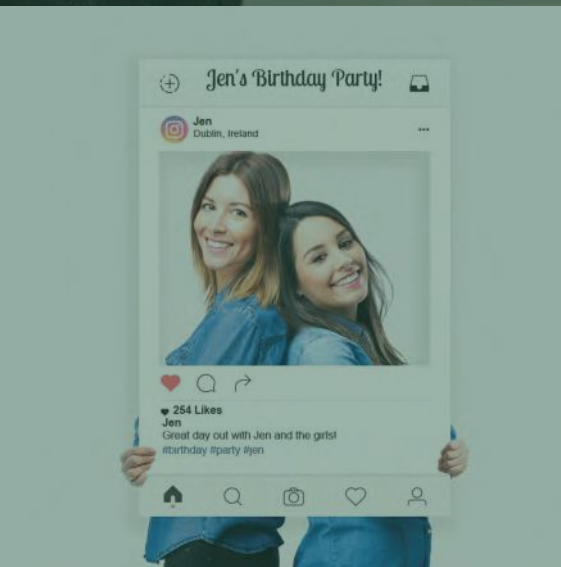 Jen's Birthday Party!
Jen
Dublin, Ireland
254 Likes
Jen
Great day out with Jen and the girls!
#birthday #party #jen